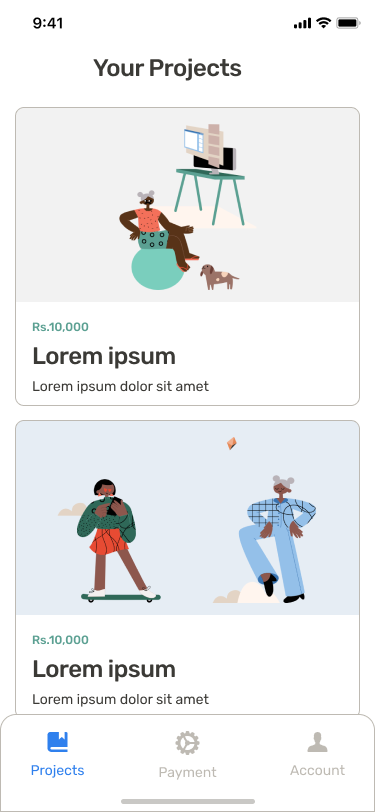 9:41
Your Projects
Rs.10,000
Lorem ipsum
Lorem ipsum dolor sit amet
Rs.10,000
Lorem ipsum
Lorem ipsum dolor sit amet
Projects
Payment
Account